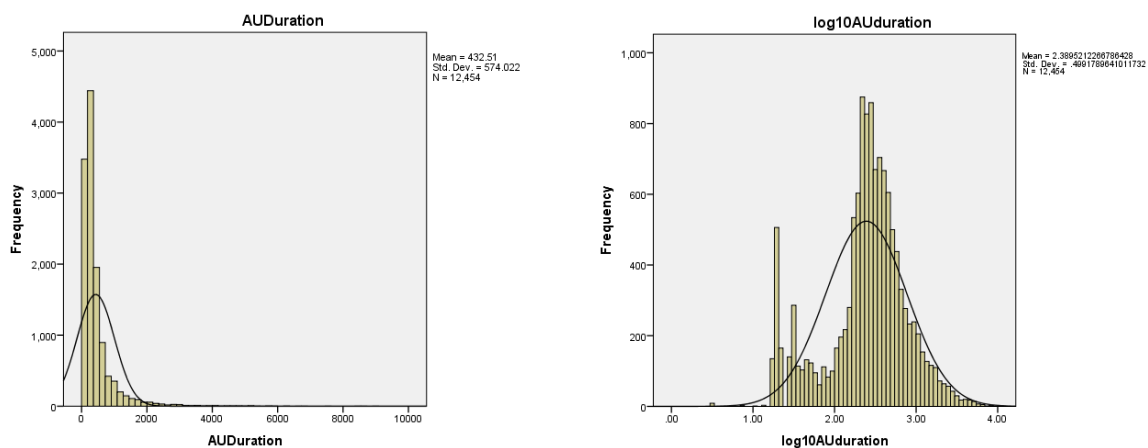 AUDuration
Mean = 432.51
Std. Dev. = 574.022
N = 12,454
5,000
4,000
3,000
2,000
1,000
0
Frequency
0 2000 4000 6000 8000 10000
AUDuration
log10AUduration
Mean = 2.3895212266786428
Std. Dev. = .4991789641011732
N = 12,454
1,000
800
600
400
200
0
Frequency
.00 1.00 2.00 3.00 4.00
log10AUduration